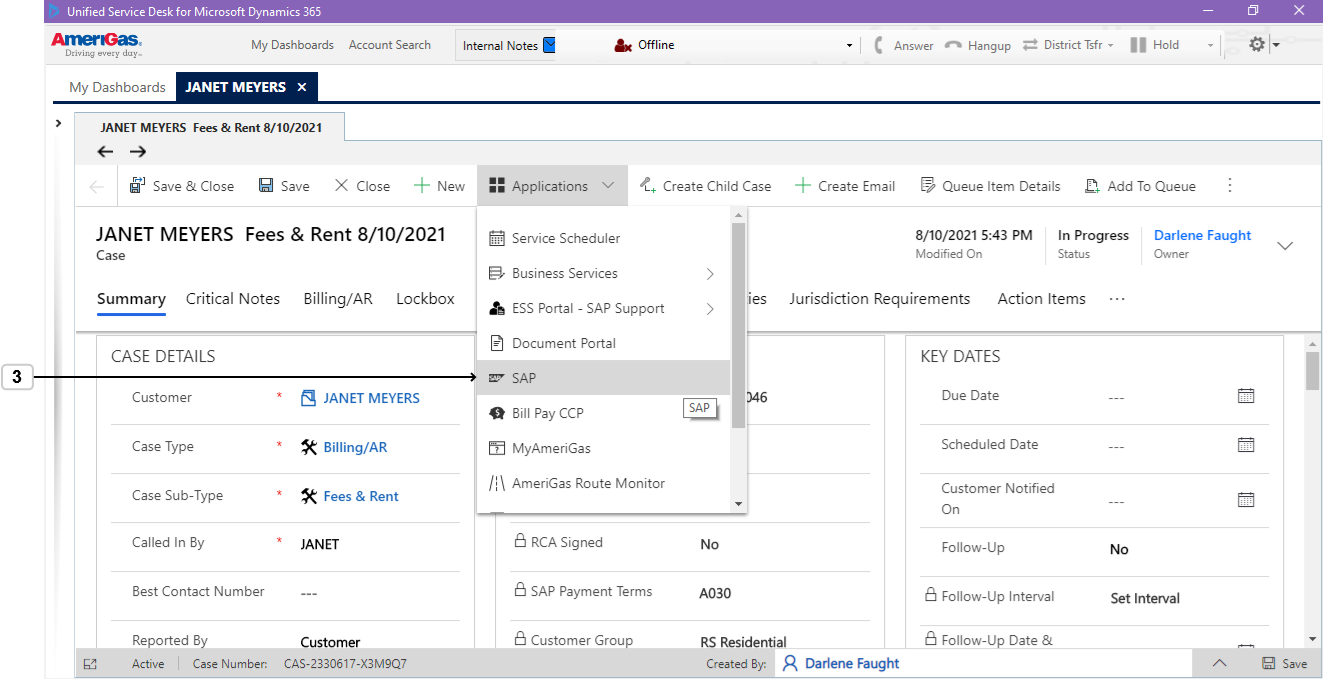 Unified Service Desk for Microsoft Dynamics 365
AmeriGas
Driving every day..
My Dashboards Account Search Internal Notes Offline Answer Hangup District Tsfr Hold
My Dashboards JANET MEYERS ×
JANET MEYERS Fees & Rent 8/10/2021
Save & Close Save Close New Applications Create Child Case Create Email Queue Item Details Add To Queue
JANET MEYERS Fees & Rent 8/10/2021
Case
8/10/2021 5:43 PM In Progress Darlene Faught
Modified On Status Owner
Summary Critical Notes Billing/AR Lockbox Jurisdiction Requirements Action Items ...
Service Scheduler
Business Services
ESS Portal - SAP Support
Document Portal
SAP
Bill Pay CCP
MyAmeriGas
AmeriGas Route Monitor
SAP
3
CASE DETAILS
Customer * JANET MEYERS
Case Type * Billing/AR
Case Sub-Type * Fees & Rent
Called In By * JANET
Best Contact Number ---
Reported By Customer
046
RCA Signed No
SAP Payment Terms A030
Customer Group RS Residential
KEY DATES
Due Date ---
Scheduled Date ---
Customer Notified
On ---
Follow-Up No
Follow-Up Interval Set Interval
Follow-Up Date &
Active Case Number: CAS-2330617-X3M9Q7 Created By: Darlene Faught Save